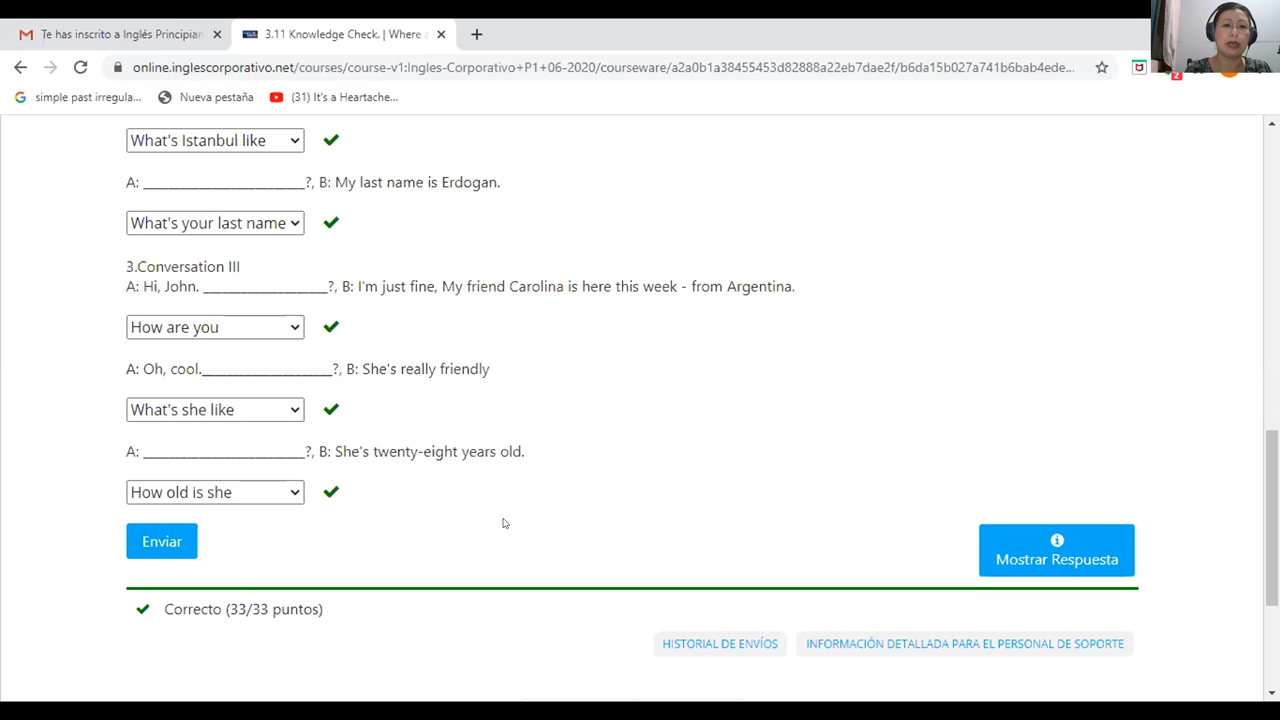 Te has inscrito a Inglés Principian
3.11 Knowledge Check. | Where a
online.inglescorporativo.net/courses/course-v1:Ingles-Corporativo+P1+06-2020/courseware/a2a0b1a38455453d82888a22eb7dae2f/b6da15b027a741b6bab4ede...
2
simple past irregula...
Nueva pestaña
(31) It's a Heartache...
What's Istanbul like
A: _________________________?, B: My last name is Erdogan.
What's your last name
3.Conversation III
A: Hi, John. ___________________?, B: I'm just fine, My friend Carolina is here this week - from Argentina.
How are you
A: Oh, cool.____________________?, B: She's really friendly
What's she like
A: _________________________?, B: She's twenty-eight years old.
How old is she
Enviar
Mostrar Respuesta
Correcto (33/33 puntos)
HISTORIAL DE ENVÍOS
INFORMACIÓN DETALLADA PARA EL PERSONAL DE SOPORTE